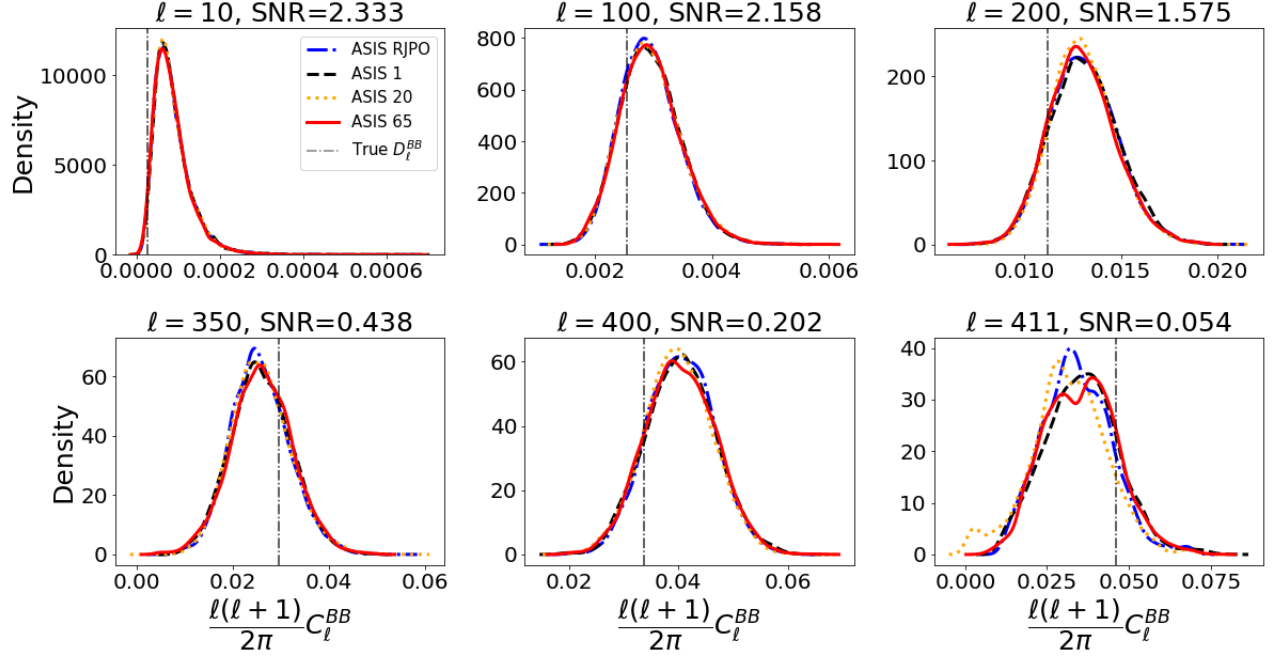 ℓ = 10, SNR=2.333
Density
10000
5000
0
0.0000
0.002
0.004
0.0006
ASIS RJPO
ASIS 1
ASIS 20
ASIS 65
True D_ℓ^{BB}
ℓ = 100, SNR=2.158
800
600
400
200
0
0.002
0.004
0.006
ℓ = 200, SNR=1.575
200
100
0
0.010
0.015
0.020
ℓ = 350, SNR=0.438
Density
60
40
20
0
0.00
0.02
0.04
0.06
ℓ(ℓ + 1)/2π C_ℓ^{BB}
ℓ = 400, SNR=0.202
60
40
20
0
0.02
0.04
0.06
ℓ(ℓ + 1)/2π C_ℓ^{BB}
ℓ = 411, SNR=0.054
40
30
20
10
0
0.000
0.025
0.050
0.075
ℓ(ℓ + 1)/2π C_ℓ^{BB}